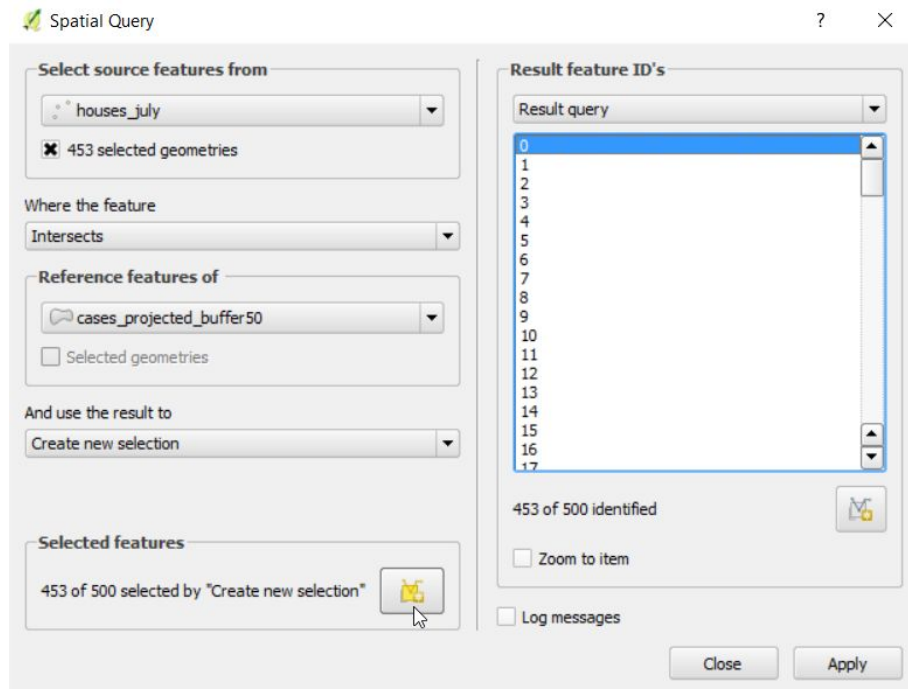 Spatial Query
?
Select source features from
houses_july
453 selected geometries
Where the feature
Intersects
Reference features of
cases_projected_buffer50
Selected geometries
And use the result to
Create new selection
Selected features
453 of 500 selected by "Create new selection"
Result feature ID's
Result query
0
1
2
3
4
5
6
7
8
9
10
11
12
13
14
15
16
17
453 of 500 identified
Zoom to item
Log messages
Close
Apply